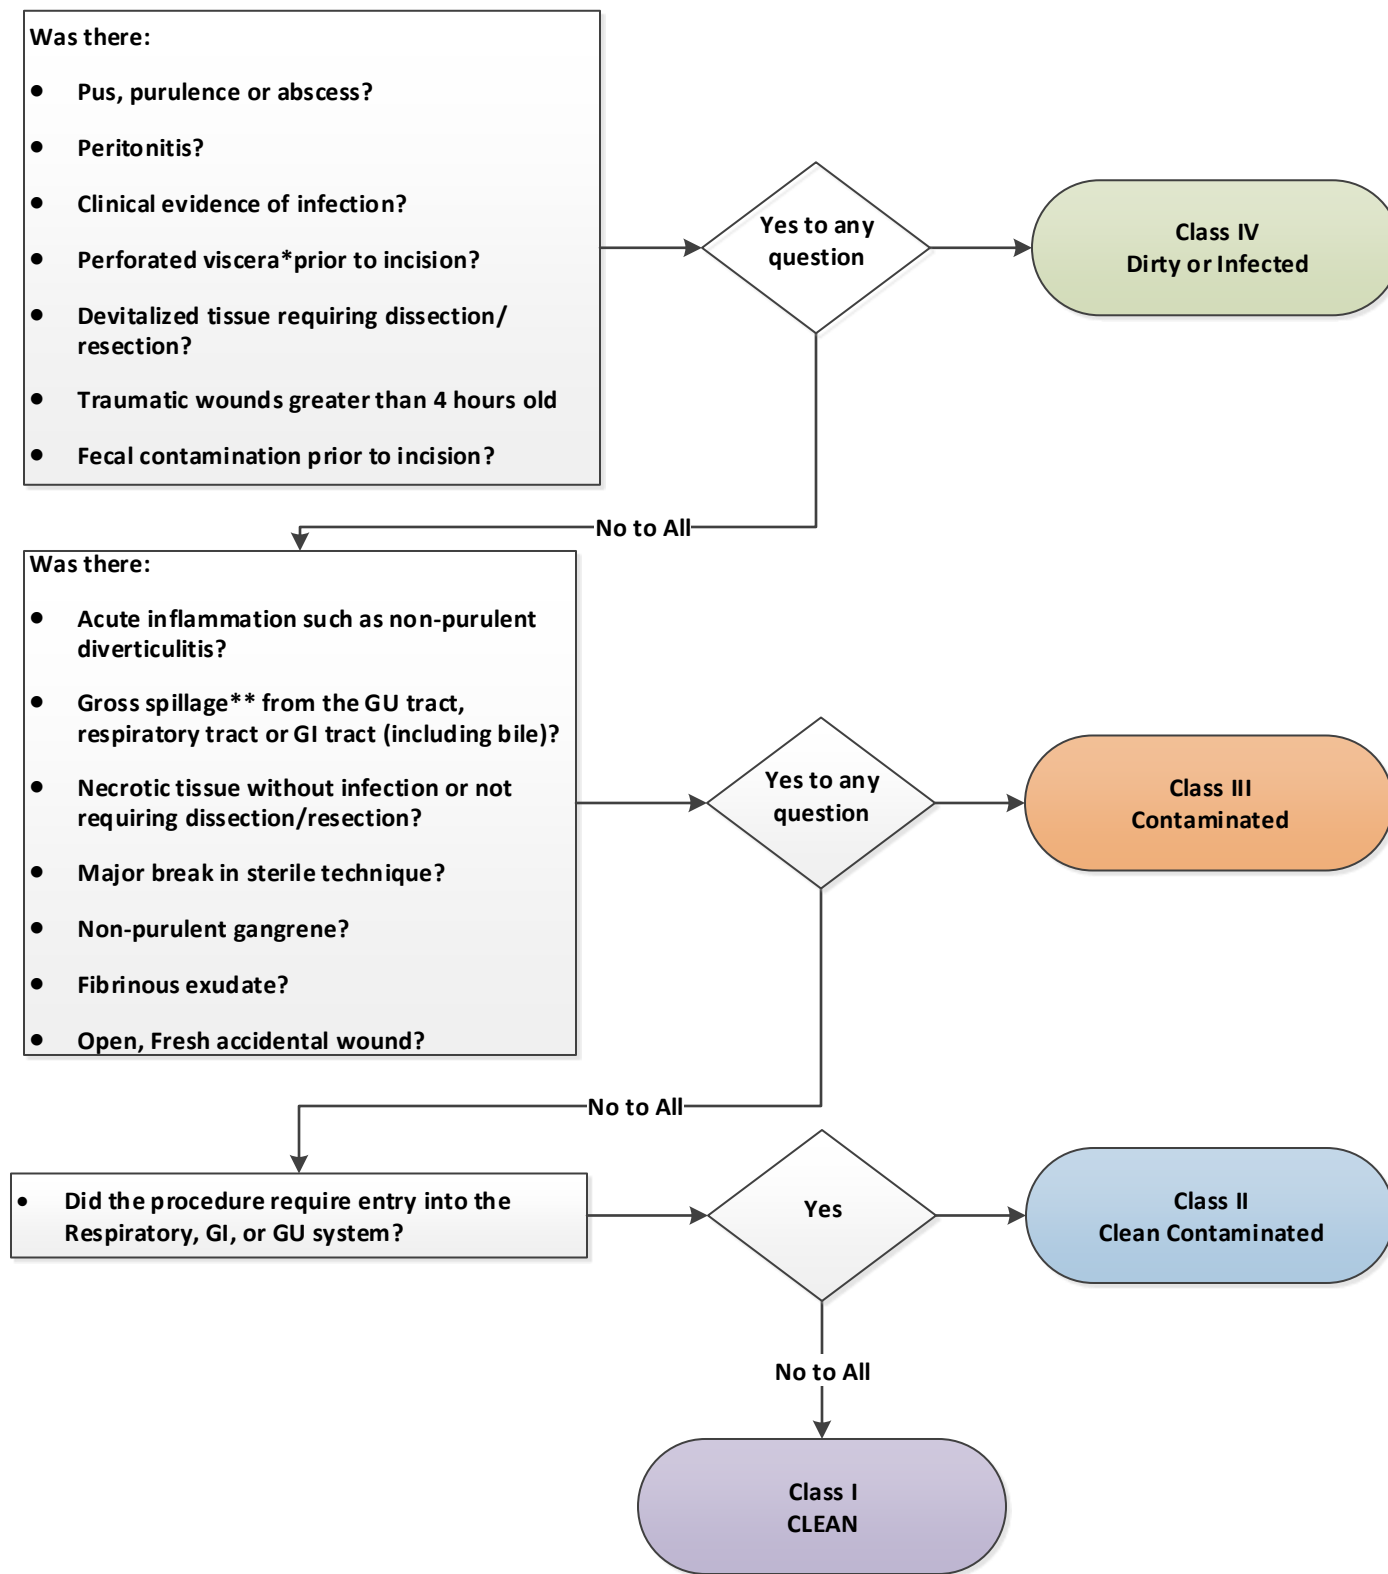 Was there:
• Pus, purulence or abscess?
• Peritonitis?
• Clinical evidence of infection?
• Perforated viscera*prior to incision?
• Devitalized tissue requiring dissection/
resection?
• Traumatic wounds greater than 4 hours old
• Fecal contamination prior to incision?
Yes to any
question
Class IV
Dirty or Infected
No to All
Was there:
• Acute inflammation such as non-purulent
diverticulitis?
• Gross spillage** from the GU tract,
respiratory tract or GI tract (including bile)?
• Necrotic tissue without infection or not
requiring dissection/resection?
• Major break in sterile technique?
• Non-purulent gangrene?
• Fibrinous exudate?
• Open, Fresh accidental wound?
Yes to any
question
Class III
Contaminated
No to All
• Did the procedure require entry into the
Respiratory, GI, or GU system?
Yes
Class II
Clean Contaminated
No to All
Class I
CLEAN